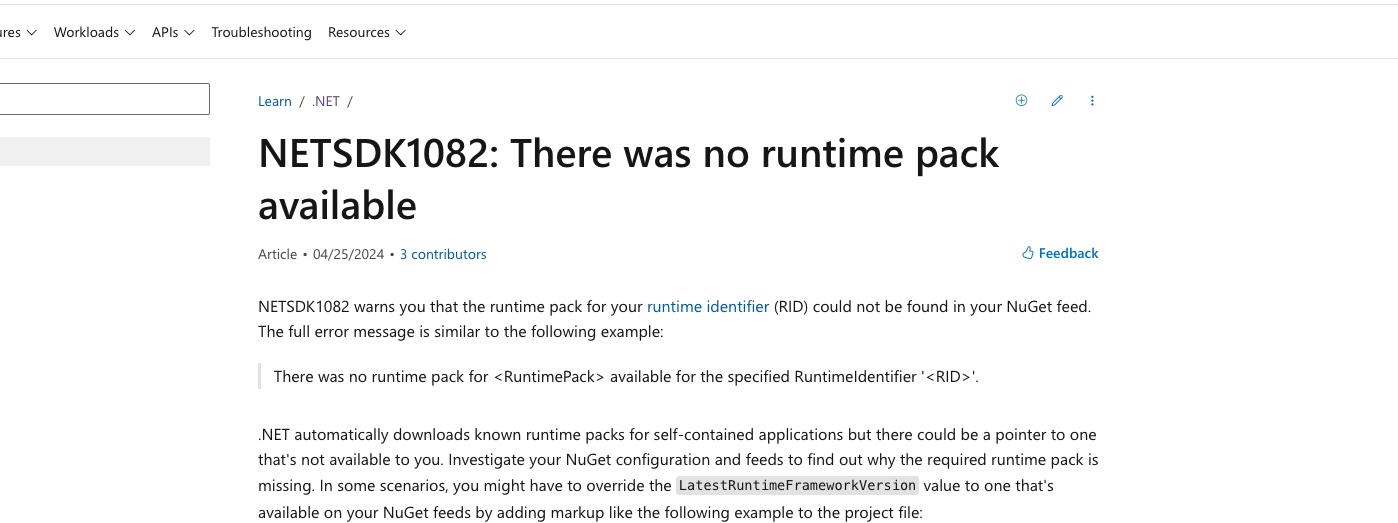 ures Workloads APIs Troubleshooting Resources
Learn / .NET /
NETSDK1082: There was no runtime pack
available
Article • 04/25/2024 • 3 contributors
Feedback
NETSDK1082 warns you that the runtime pack for your runtime identifier (RID) could not be found in your NuGet feed.
The full error message is similar to the following example:
There was no runtime pack for <RuntimePack> available for the specified RuntimeIdentifier '<RID>'.
.NET automatically downloads known runtime packs for self-contained applications but there could be a pointer to one
that's not available to you. Investigate your NuGet configuration and feeds to find out why the required runtime pack is
missing. In some scenarios, you might have to override the LatestRuntimeFrameworkVersion value to one that's
available on your NuGet feeds by adding markup like the following example to the project file: